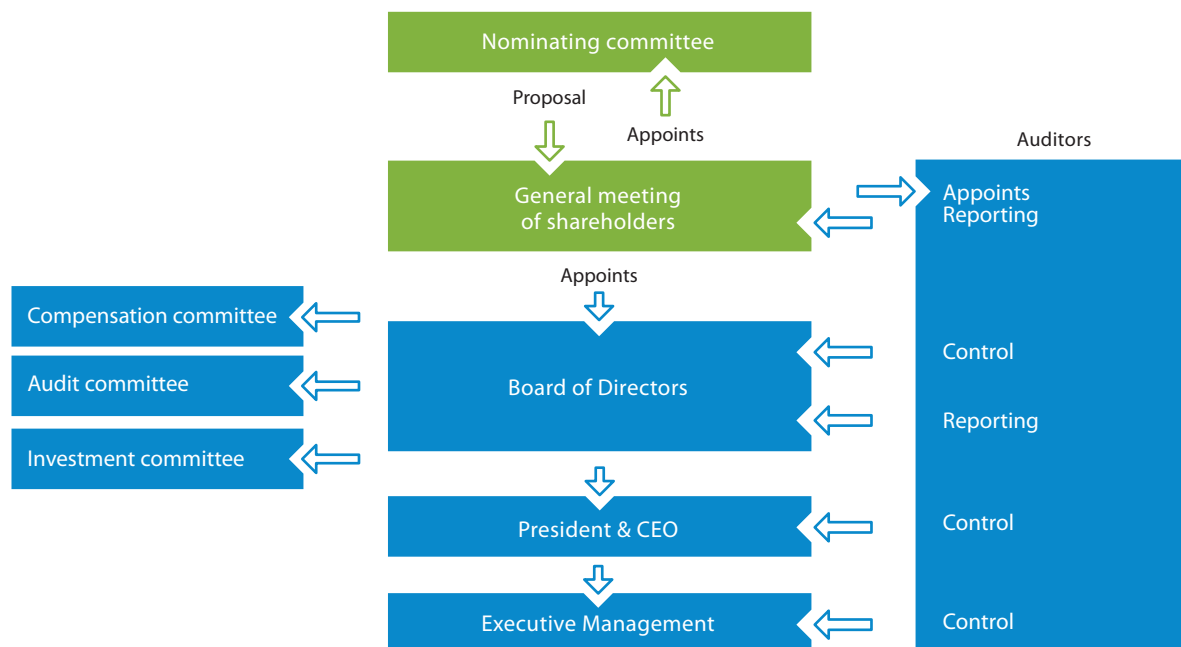 Nominating committee
Proposal
Appoints
Auditors
General meeting
of shareholders
Appoints
Reporting
Appoints
Compensation committee
Audit committee
Investment committee
Board of Directors
Control
Reporting
President & CEO
Control
Executive Management
Control